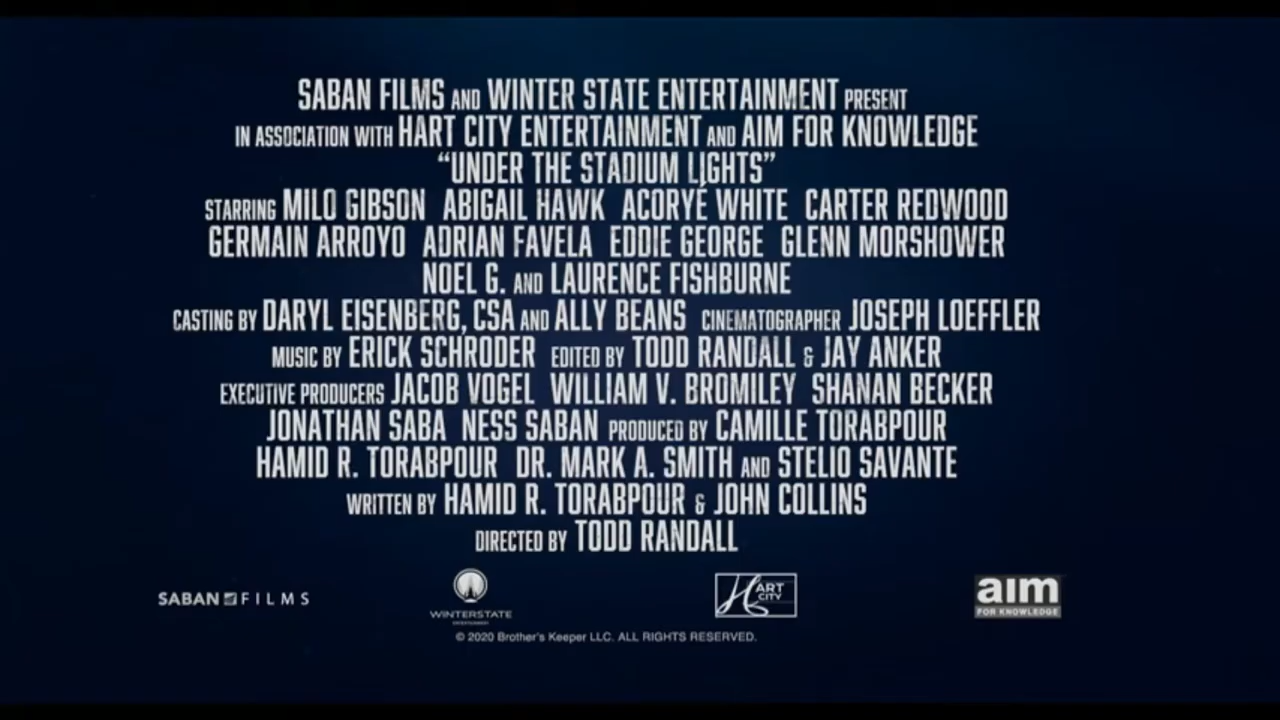 SABAN FILMS AND WINTER STATE ENTERTAINMENT PRESENT
IN ASSOCIATION WITH HART CITY ENTERTAINMENT AND AIM FOR KNOWLEDGE
“UNDER THE STADIUM LIGHTS”
STARRING MILO GIBSON ABIGAIL HAWK ACORYÉ WHITE CARTER REDWOOD
GERMAIN ARROYO ADRIAN FAVELA EDDIE GEORGE GLENN MORSHOWER
NOEL G. AND LAURENCE FISHBURNE
CASTING BY DARYL EISENBERG, CSA AND ALLY BEANS CINEMATOGRAPHER JOSEPH LOEFFLER
MUSIC BY ERICK SCHRODER EDITED BY TODD RANDALL & JAY ANKER
EXECUTIVE PRODUCERS JACOB VOGEL WILLIAM V. BROMILEY SHANAN BECKER
JONATHAN SABA NESS SABAN PRODUCED BY CAMILLE TORABPOUR
HAMID R. TORABPOUR DR. MARK A. SMITH AND STELIO SAVANTE
WRITTEN BY HAMID R. TORABPOUR & JOHN COLLINS
DIRECTED BY TODD RANDALL
SABAN FILMS
WINTERSTATE
ENTERTAINMENT
HART
CITY
aim
FOR KNOWLEDGE
© 2020 Brother's Keeper LLC. ALL RIGHTS RESERVED.